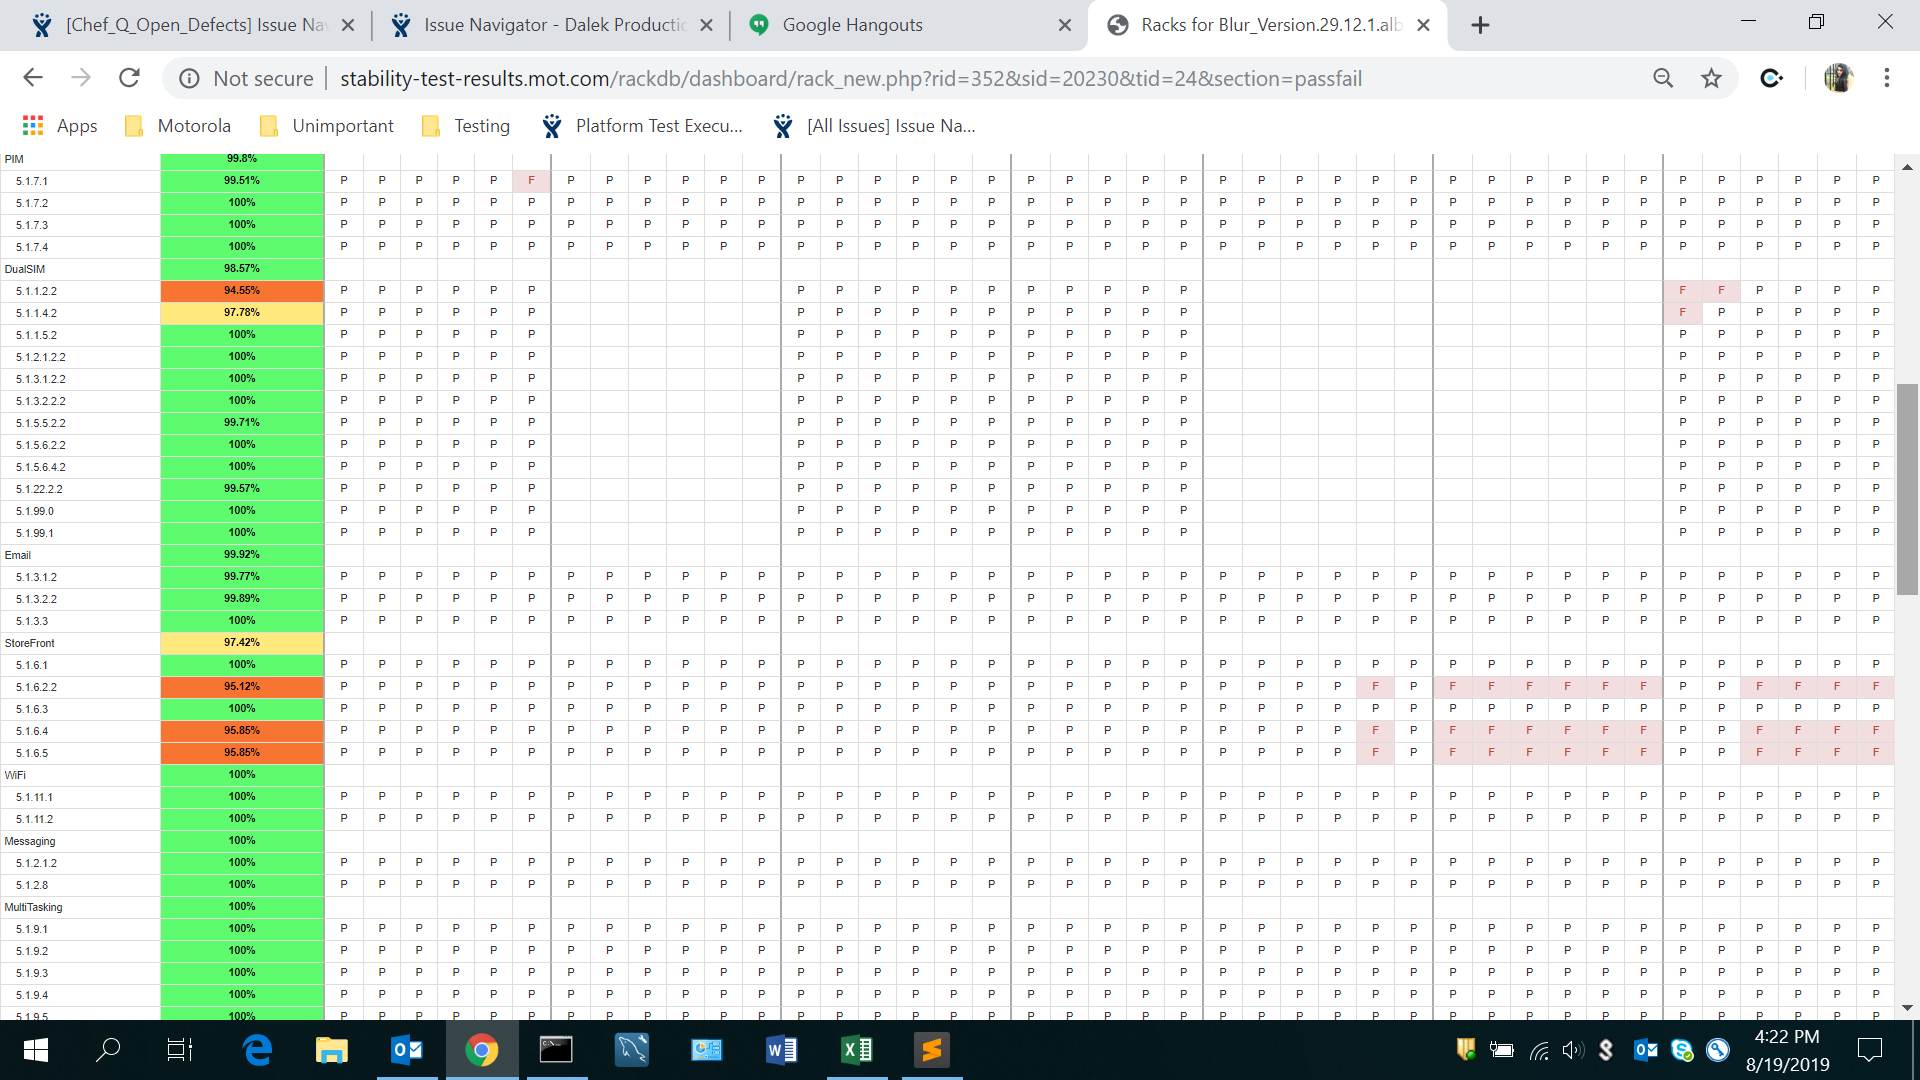 [Chef_Q_Open_Defects] Issue Na
Issue Navigator - Dalek Productio
Google Hangouts
Racks for Blur_Version.29.12.1.alb
Not secure | stability-test-results.mot.com/rackdb/dashboard/rack_new.php?rid=352&sid=20230&tid=24&section=passfail
Apps Motorola Unimportant Testing Platform Test Execu... [All Issues] Issue Na...
PIM 99.8%
5.1.7.1 99.51% P P P P P F P P P P P P P P P P P P P P P P P P P P P P P P P P P P P P P P P P P
5.1.7.2 100% P P P P P P P P P P P P P P P P P P P P P P P P P P P P P P P P P P P P P P P P P
5.1.7.3 100% P P P P P P P P P P P P P P P P P P P P P P P P P P P P P P P P P P P P P P P P P
5.1.7.4 100% P P P P P P P P P P P P P P P P P P P P P P P P P P P P P P P P P P P P P P P P P
DualSIM 98.57%
5.1.1.2.2 94.55% P P P P P P P P P P P P P P P P P F F P P P P
5.1.1.4.2 97.78% P P P P P P P P P P P P P P P P P F P P P P P
5.1.1.5.2 100% P P P P P P P P P P P P P P P P P P P P P P P
5.1.2.1.2.2 100% P P P P P P P P P P P P P P P P P P P P P P P
5.1.3.1.2.2 100% P P P P P P P P P P P P P P P P P P P P P P P
5.1.3.2.2.2 100% P P P P P P P P P P P P P P P P P P P P P P P
5.1.5.5.2.2 99.71% P P P P P P P P P P P P P P P P P P P P P P P
5.1.5.6.2.2 100% P P P P P P P P P P P P P P P P P P P P P P P
5.1.5.6.4.2 100% P P P P P P P P P P P P P P P P P P P P P P P
5.1.22.2.2 99.57% P P P P P P P P P P P P P P P P P P P P P P P
5.1.99.0 100% P P P P P P P P P P P P P P P P P P P P P P P
5.1.99.1 100% P P P P P P P P P P P P P P P P P P P P P P P
Email 99.92%
5.1.3.1.2 99.77% P P P P P P P P P P P P P P P P P P P P P P P P P P P P P P P P P P P P P P P P P
5.1.3.2.2 99.89% P P P P P P P P P P P P P P P P P P P P P P P P P P P P P P P P P P P P P P P P P
5.1.3.3 100% P P P P P P P P P P P P P P P P P P P P P P P P P P P P P P P P P P P P P P P P P
StoreFront 97.42%
5.1.6.1 100% P P P P P P P P P P P P P P P P P P P P P P P P P P P P P P P P P P P P P P P P P
5.1.6.2.2 95.12% P P P P P P P P P P P P P P P P P P P P P P P P P P P F P F F F F F F P P F F F F
5.1.6.3 100% P P P P P P P P P P P P P P P P P P P P P P P P P P P P P P P P P P P P P P P P P
5.1.6.4 95.85% P P P P P P P P P P P P P P P P P P P P P P P P P P P F P F F F F F F P P F F F F
5.1.6.5 95.85% P P P P P P P P P P P P P P P P P P P P P P P P P P P F P F F F F F F P P F F F F
WiFi 100%
5.1.11.1 100% P P P P P P P P P P P P P P P P P P P P P P P P P P P P P P P P P P P P P P P P P
5.1.11.2 100% P P P P P P P P P P P P P P P P P P P P P P P P P P P P P P P P P P P P P P P P P
Messaging 100%
5.1.2.1.2 100% P P P P P P P P P P P P P P P P P P P P P P P P P P P P P P P P P P P P P P P P P
5.1.2.8 100% P P P P P P P P P P P P P P P P P P P P P P P P P P P P P P P P P P P P P P P P P
MultiTasking 100%
5.1.9.1 100% P P P P P P P P P P P P P P P P P P P P P P P P P P P P P P P P P P P P P P P P P
5.1.9.2 100% P P P P P P P P P P P P P P P P P P P P P P P P P P P P P P P P P P P P P P P P P
5.1.9.3 100% P P P P P P P P P P P P P P P P P P P P P P P P P P P P P P P P P P P P P P P P P
5.1.9.4 100% P P P P P P P P P P P P P P P P P P P P P P P P P P P P P P P P P P P P P P P P P
5.1.9.5 100% P P P P P P P P P P P P P P P P P P P P P P P P P P P P P P P P P P P P P P P P P
4:22 PM
8/19/2019